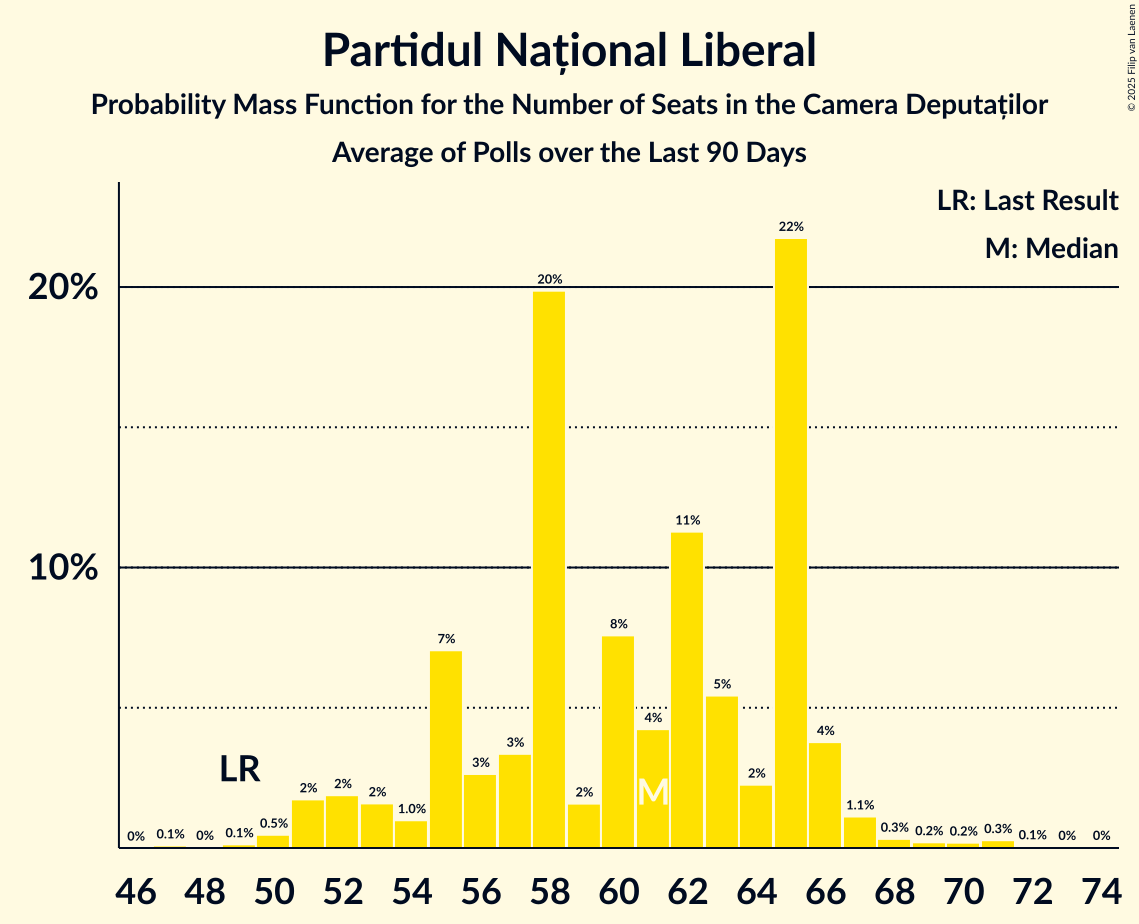 Partidul Național Liberal
Probability Mass Function for the Number of Seats in the Camera Deputaților
Average of Polls over the Last 90 Days
© 2025 Filip van Laenen
LR: Last Result
M: Median
20%
10%
0% 0.1% 0% 0.1% 0.5% 2% 2% 2% 1.0% 7% 3% 3% 20% 2% 8% 4% 11% 5% 2% 22% 4% 1.1% 0.3% 0.2% 0.2% 0.3% 0.1% 0% 0%
LR
M
46 48 50 52 54 56 58 60 62 64 66 68 70 72 74